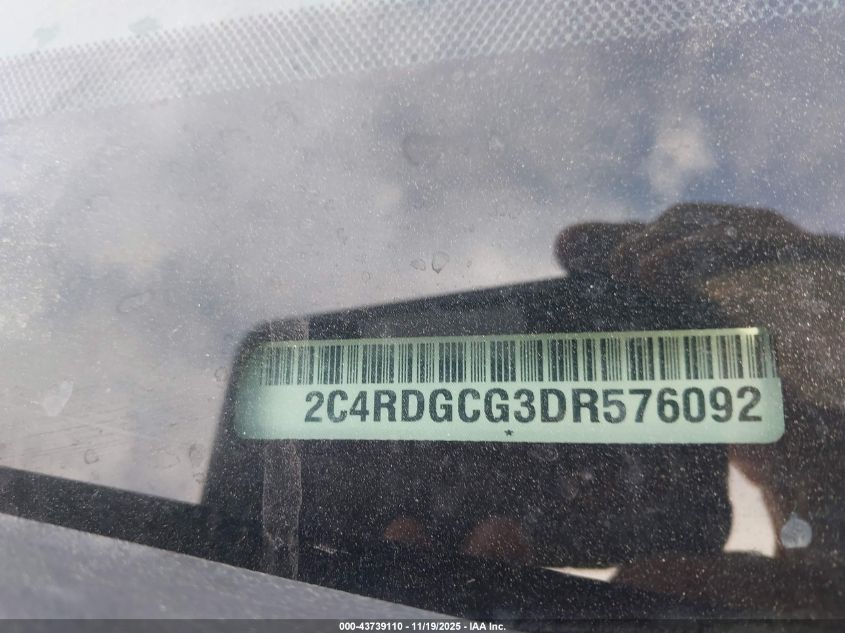 2C4RDGCG3DR576092
*
000-43739110 - 11/19/2025 - IAA Inc.